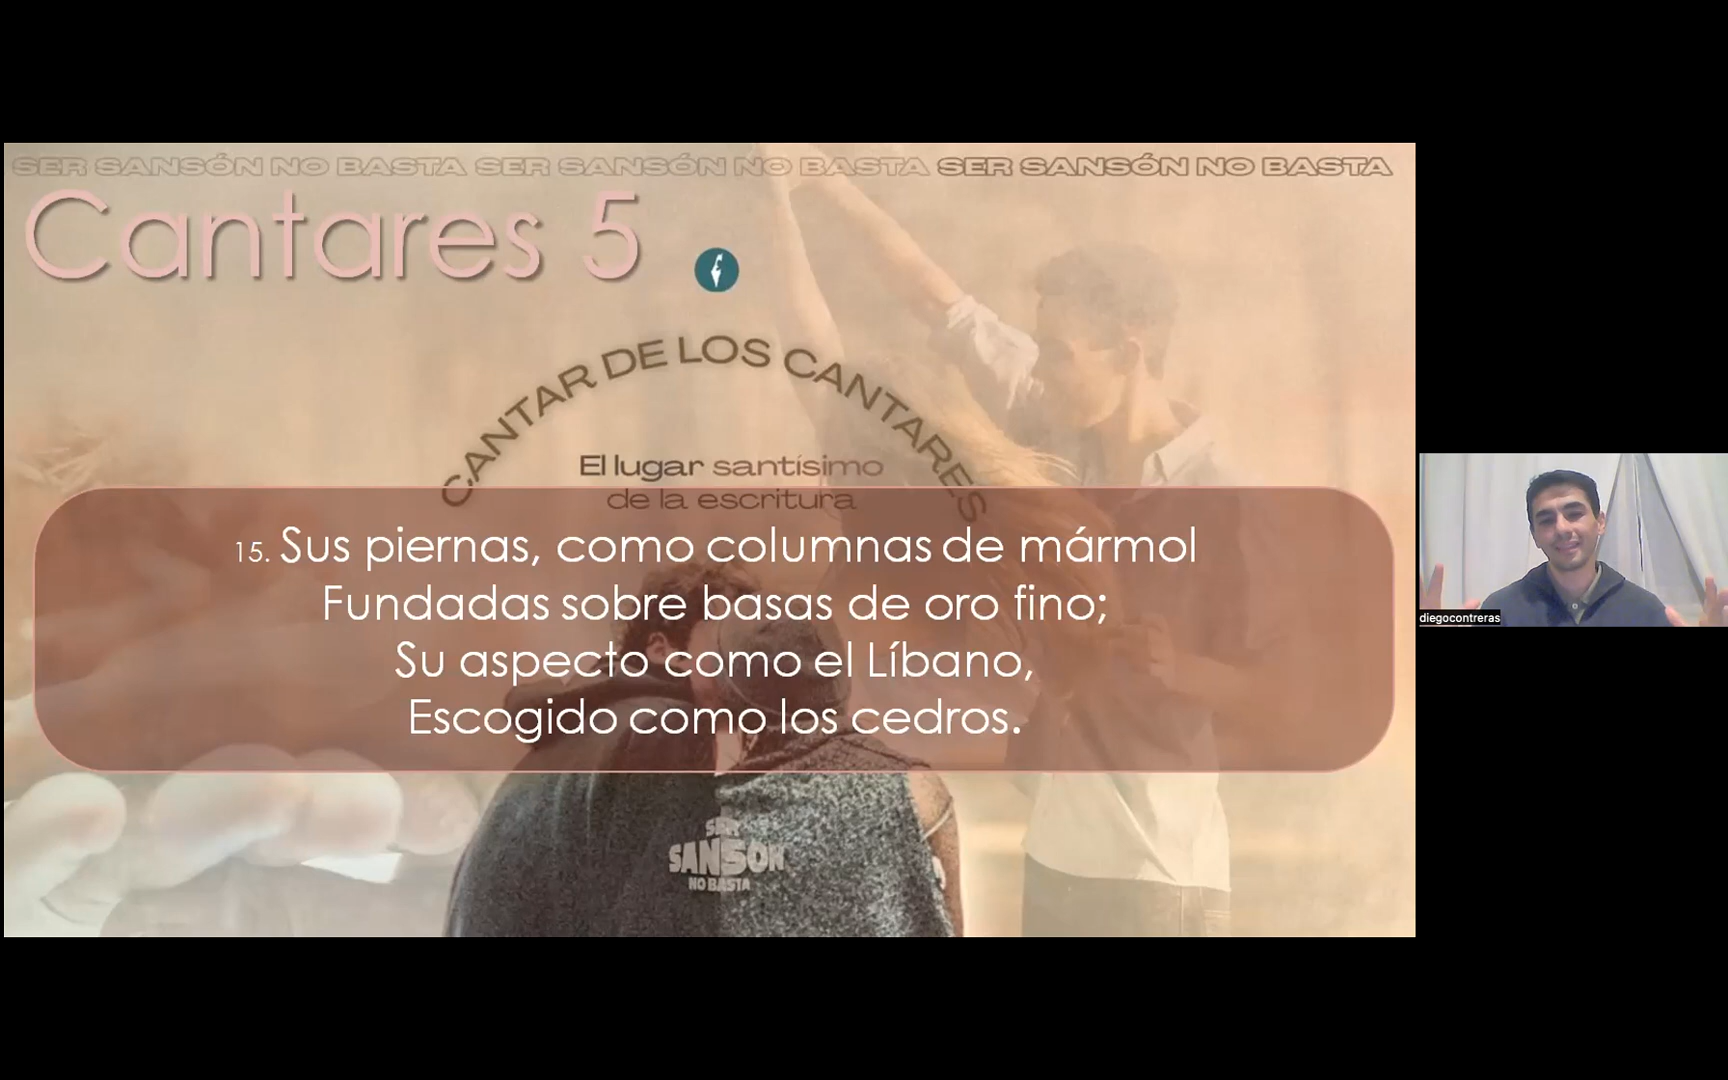 SER SANSÓN NO BASTA SER SANSÓN NO BASTA SER SANSÓN NO BASTA
Cantares 5
CANTAR DE LOS CANTARES
El lugar santísimo
de la escritura
15. Sus piernas, como columnas de mármol
Fundadas sobre basas de oro fino;
Su aspecto como el Líbano,
Escogido como los cedros.
diegocontreras
SER
SANSÓN
NO BASTA